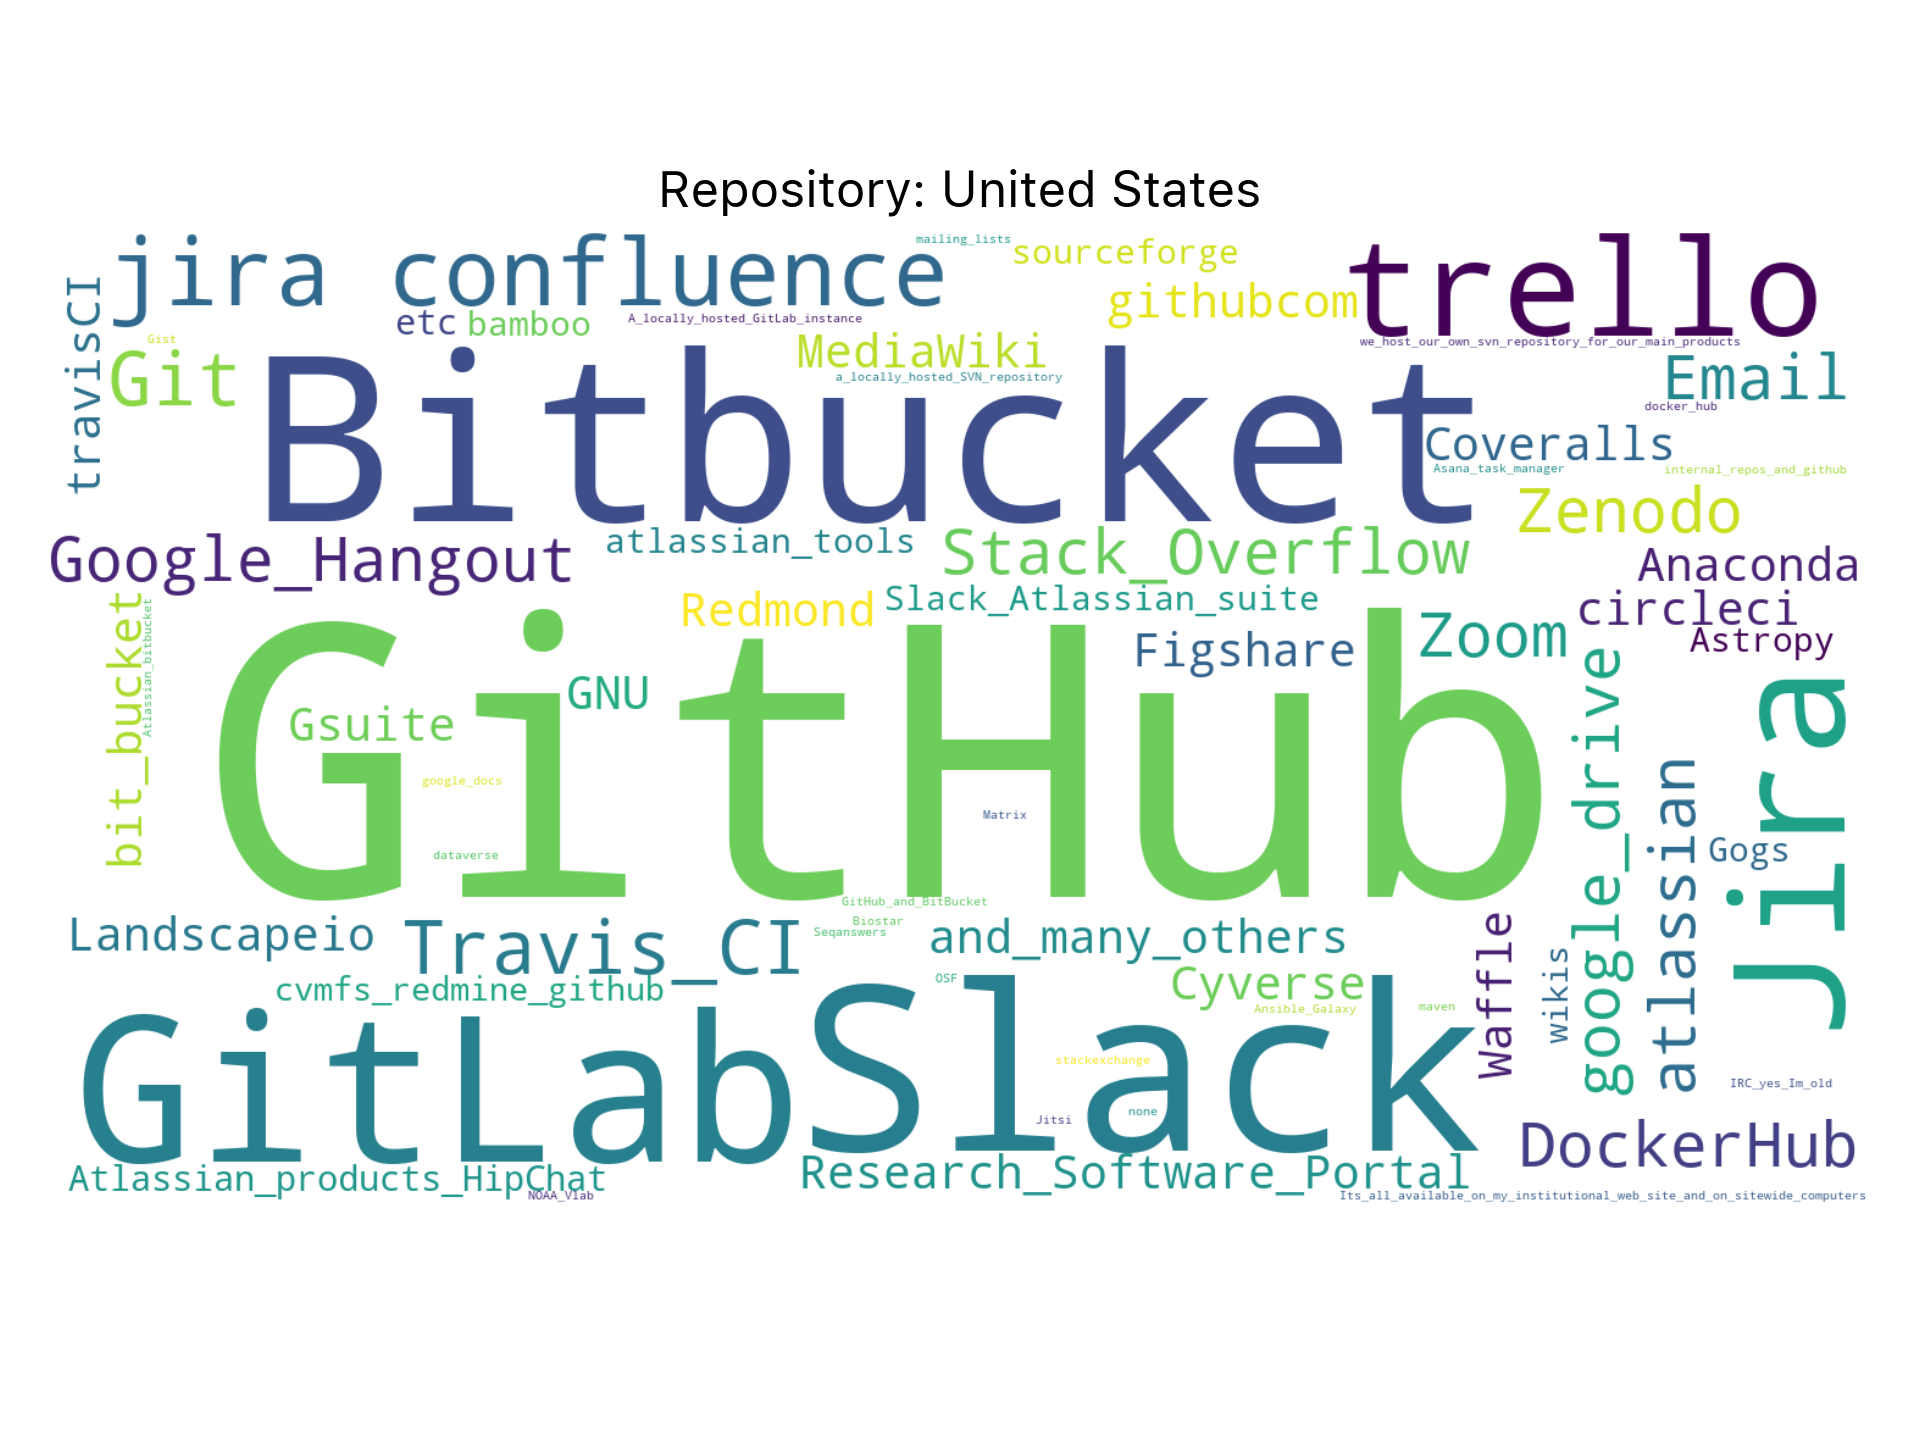 Repository: United States
jira confluence
mailing_lists
sourceforge
trello
githubcom
travisCI
etc
bamboo
A_locally_hosted_GitLab_instance
Gist
Git
MediaWiki
we_host_our_own_svn_repository_for_our_main_products
Email
a_locally_hosted_SVN_repository
Bitbucket
docker_hub
Coveralls
Asana_task_manager
internal_repos_and_github
Zenodo
Google_Hangout
atlassian_tools
Stack_Overflow
Anaconda
bit_bucket
Atlassian_bitbucket
Redmond
Slack_Atlassian_suite
circleci
Figshare
Zoom
Astropy
GNU
Gsuite
GitHub
google_docs
Matrix
dataverse
google_drive
atlassian
Gogs
Jira
GitHub_and_BitBucket
Biostar
Seqanswers
Landscapeio
Travis_CI
and_many_others
Waffle
wikis
cvmfs_redmine_github
OSF
Cyverse
Ansible_Galaxy
maven
GitLab
Slack
stackexchange
Jitsi
none
IRC_yes_Im_old
DockerHub
Atlassian_products_HipChat
NOAA_Vlab
Research_Software_Portal
Its_all_available_on_my_institutional_web_site_and_on_sitewide_computers